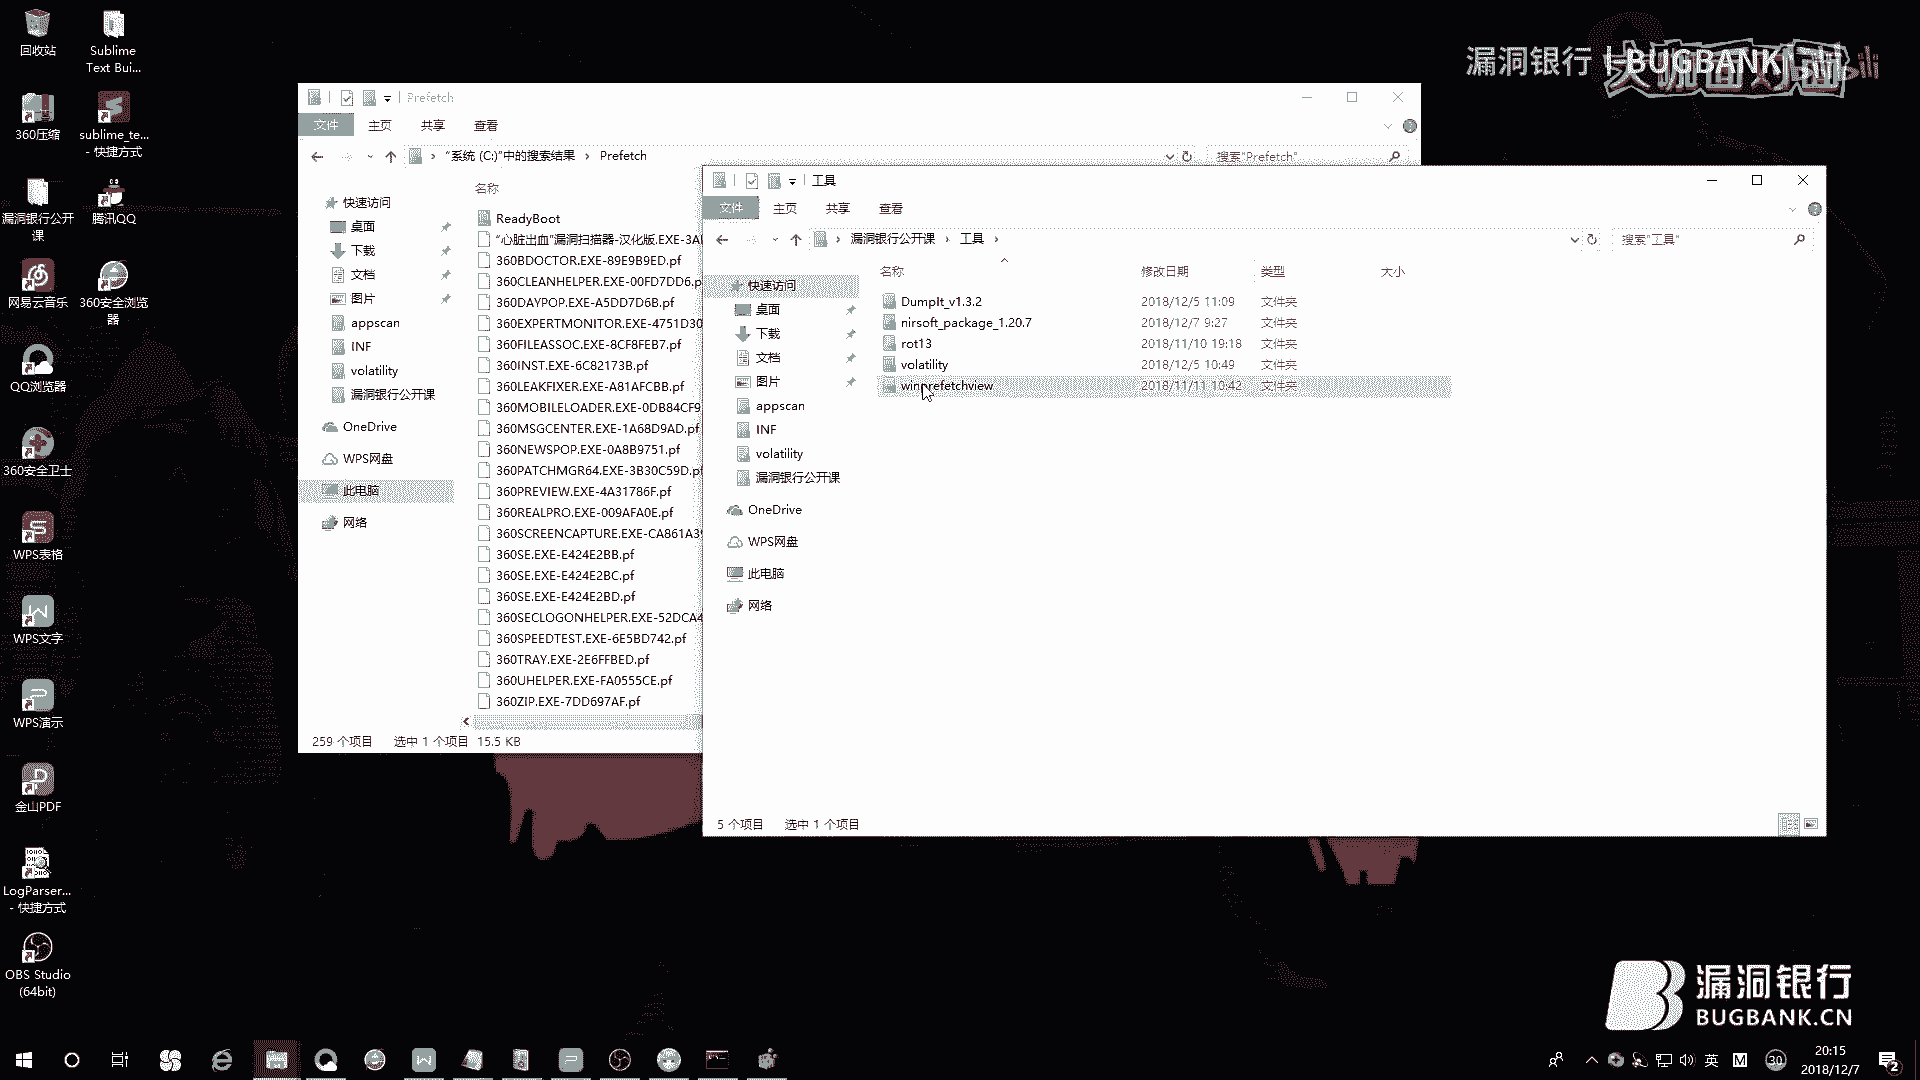 回收站
Sublime
Text Bui...
360压缩
sublime_te...
- 快捷方式
漏洞银行公开
课
腾讯QQ
网易云音乐
360安全浏览
器
QQ浏览器
360安全卫士
WPS表格
WPS文字
WPS演示
金山PDF
LogParser...
- 快捷方式
OBS Studio
(64bit)
漏洞银行 | BUGBANK
Prefetch
文件 主页 共享 查看
"系统 (C:)"中的搜索结果 › Prefetch
搜索"Prefetch"
快速访问
桌面
下载
文档
图片
appscan
INF
volatility
漏洞银行公开课
OneDrive
WPS网盘
此电脑
网络
名称
ReadyBoot
"心脏出血"漏洞扫描器-汉化版.EXE-3A
360BDOCTOR.EXE-89E9B9ED.pf
360CLEANHELPER.EXE-00FD7DD6.p
360DAYPOP.EXE-A5DD7D6B.pf
360EXPERTMONITOR.EXE-4751D30
360FILEASSOC.EXE-8CF8FEB7.pf
360INST.EXE-6C82173B.pf
360LEAKFIXER.EXE-A81AFCBB.pf
360MOBILELOADER.EXE-0DB84CF9
360MSGCENTER.EXE-1A68D9AD.pf
360NEWSPOP.EXE-0A8B9751.pf
360PATCHMGR64.EXE-3B30C59D.pf
360PREVIEW.EXE-4A31786F.pf
360REALPRO.EXE-009AFA0E.pf
360SCREENCAPTURE.EXE-CA861A39
360SE.EXE-E424E2BB.pf
360SE.EXE-E424E2BC.pf
360SE.EXE-E424E2BD.pf
360SECLOGONHELPER.EXE-52DCA4
360SPEEDTEST.EXE-6E5BD742.pf
360TRAY.EXE-2E6FFBED.pf
360UHELPER.EXE-FA0555CE.pf
360ZIP.EXE-7DD697AF.pf
259 个项目 选中 1 个项目 15.5 KB
工具
文件 主页 共享 查看
漏洞银行公开课 › 工具 ›
搜索"工具"
快速访问
桌面
下载
文档
图片
appscan
INF
volatility
漏洞银行公开课
OneDrive
WPS网盘
此电脑
网络
名称 修改日期 类型 大小
DumpIt_v1.3.2 2018/12/5 11:09 文件夹
nirsoft_package_1.20.7 2018/12/7 9:27 文件夹
rot13 2018/11/10 19:18 文件夹
volatility 2018/12/5 10:49 文件夹
winprefetchview 2018/11/11 10:42 文件夹
5 个项目 选中 1 个项目
漏洞银行
BUGBANK.CN
英 M 30
20:15
2018/12/7
2